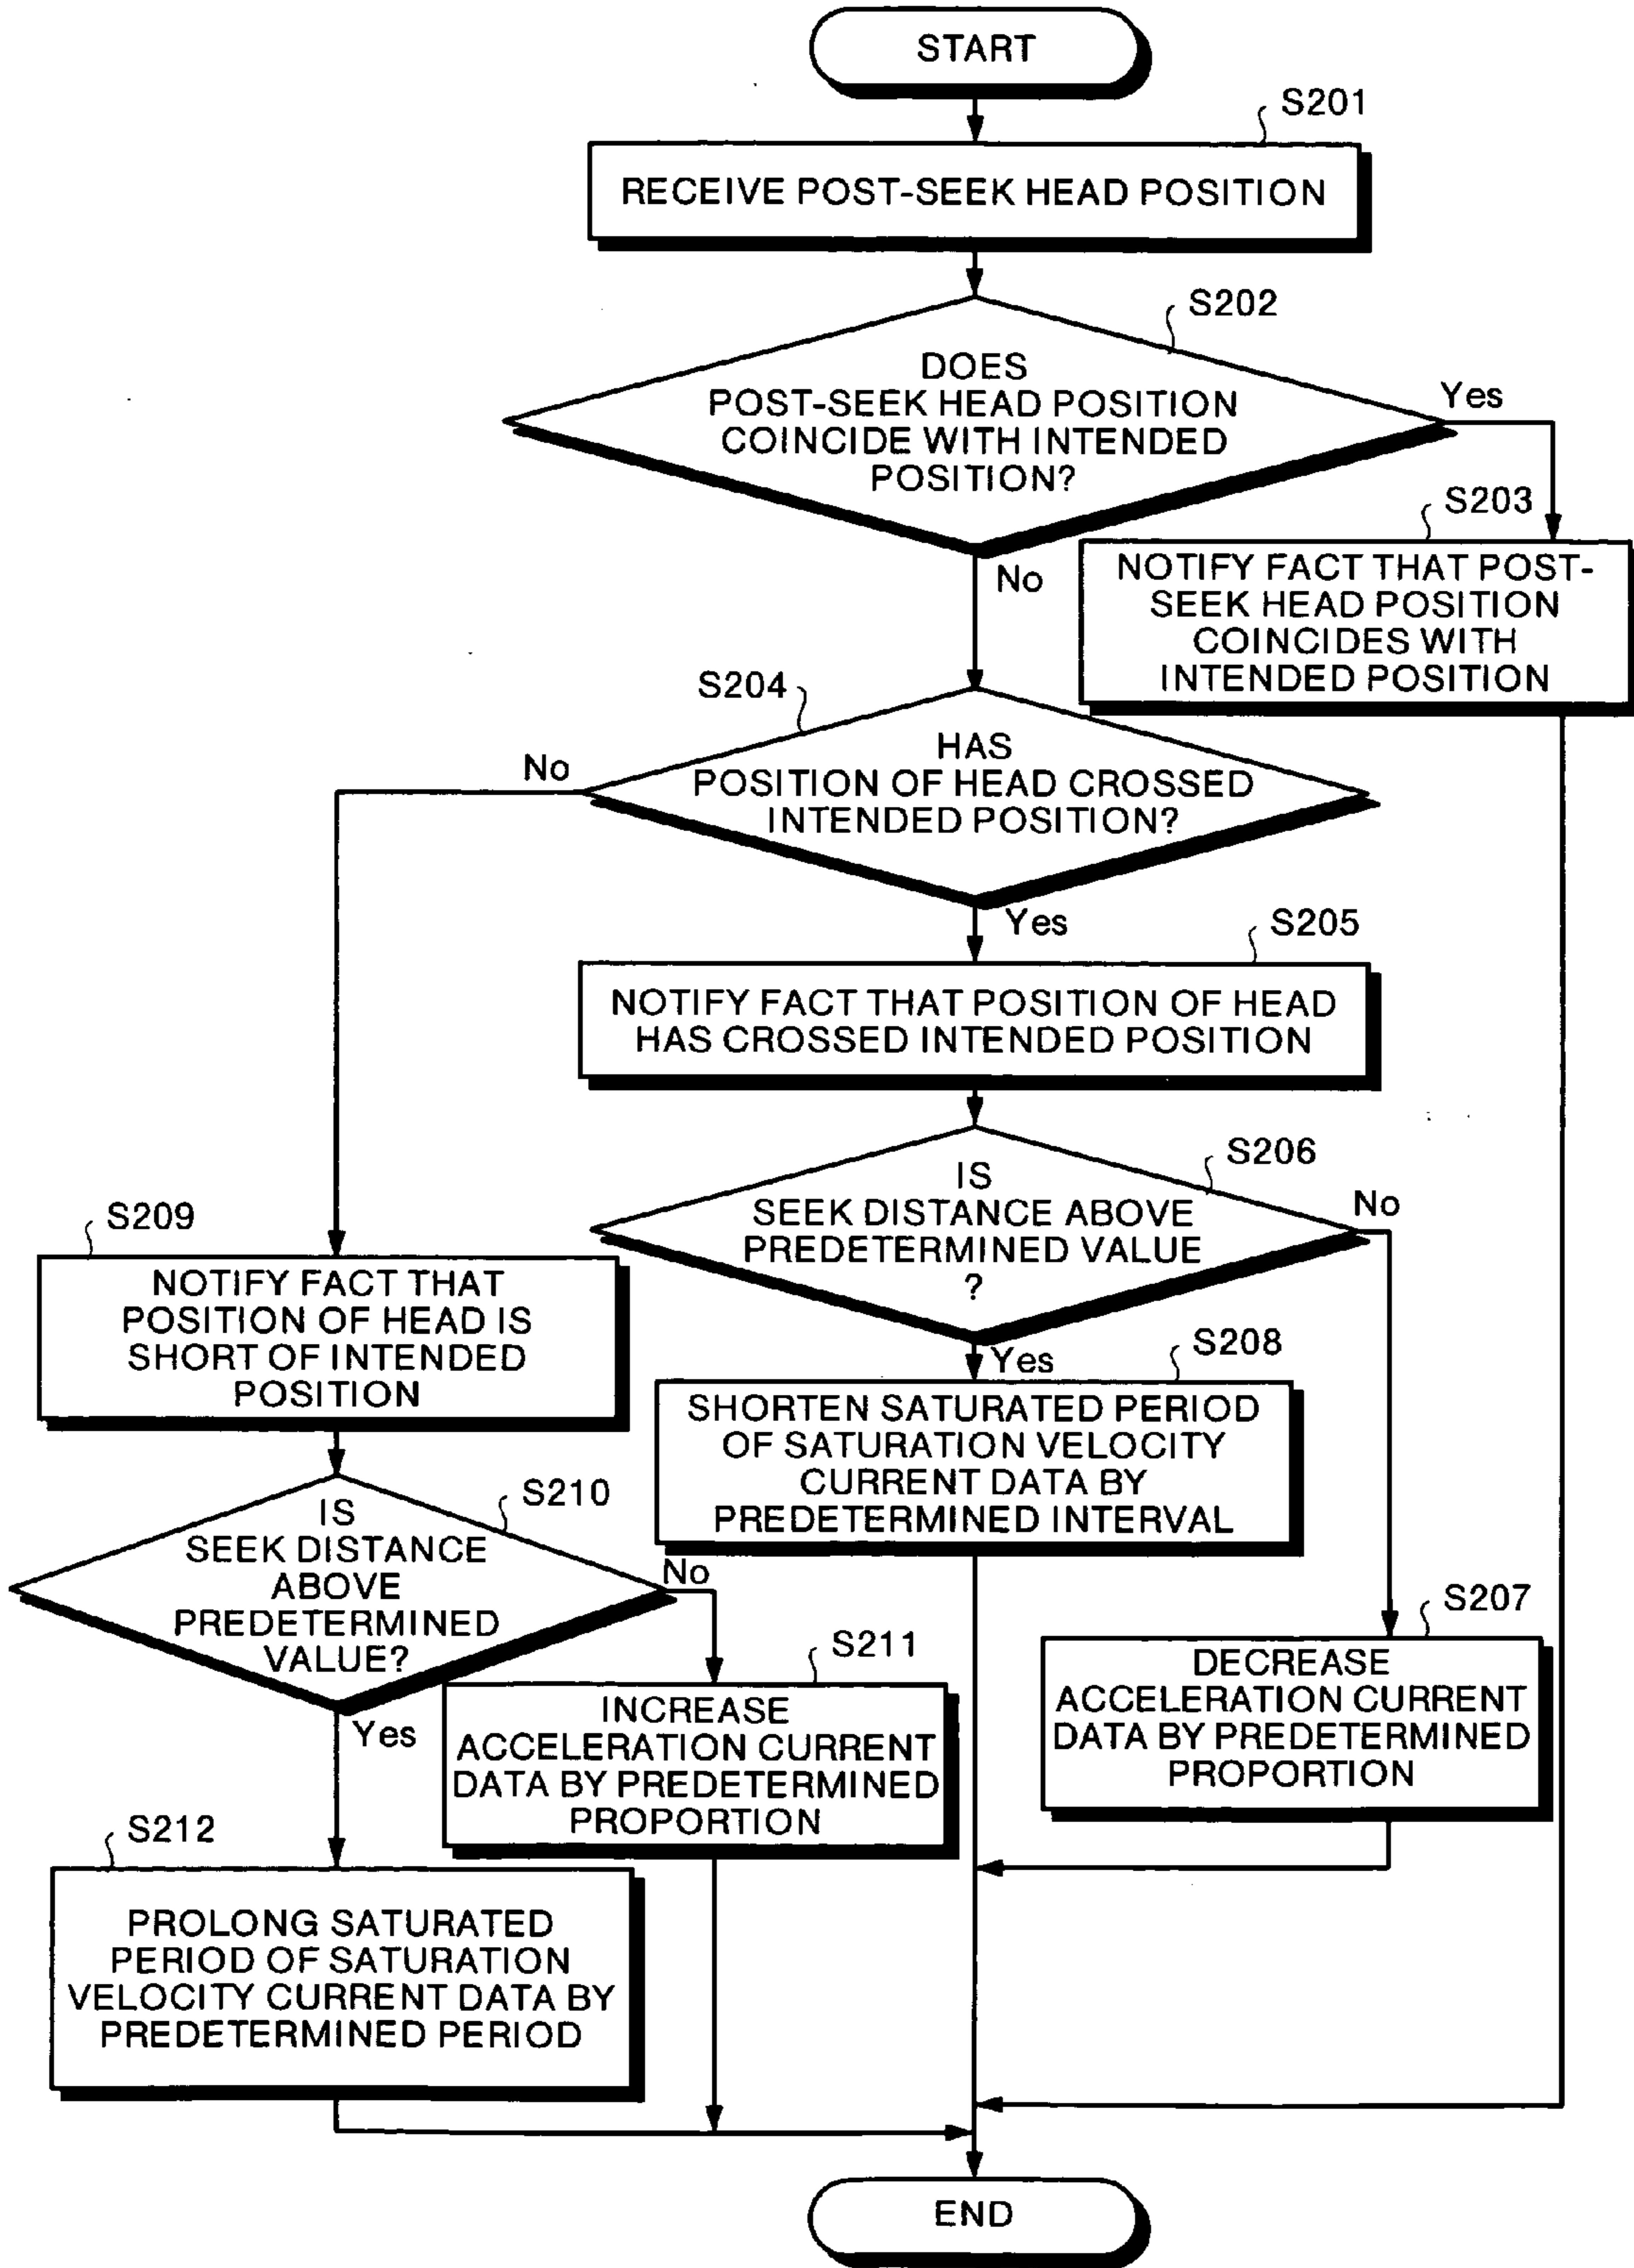 START
S201
RECEIVE POST-SEEK HEAD POSITION
S202
DOES
POST-SEEK HEAD POSITION
COINCIDE WITH INTENDED
POSITION?
Yes
No
S203
NOTIFY FACT THAT POST-
SEEK HEAD POSITION
COINCIDES WITH
INTENDED POSITION
S204
HAS
POSITION OF HEAD CROSSED
INTENDED POSITION?
No
Yes
S205
NOTIFY FACT THAT POSITION OF HEAD
HAS CROSSED INTENDED POSITION
S206
IS
SEEK DISTANCE ABOVE
PREDETERMINED VALUE
?
No
Yes
S209
NOTIFY FACT THAT
POSITION OF HEAD IS
SHORT OF INTENDED
POSITION
S208
SHORTEN SATURATED PERIOD
OF SATURATION VELOCITY
CURRENT DATA BY
PREDETERMINED INTERVAL
S210
IS
SEEK DISTANCE
ABOVE
PREDETERMINED
VALUE?
No
Yes
S207
DECREASE
ACCELERATION CURRENT
DATA BY PREDETERMINED
PROPORTION
S211
INCREASE
ACCELERATION CURRENT
DATA BY PREDETERMINED
PROPORTION
S212
PROLONG SATURATED
PERIOD OF SATURATION
VELOCITY CURRENT DATA BY
PREDETERMINED PERIOD
END